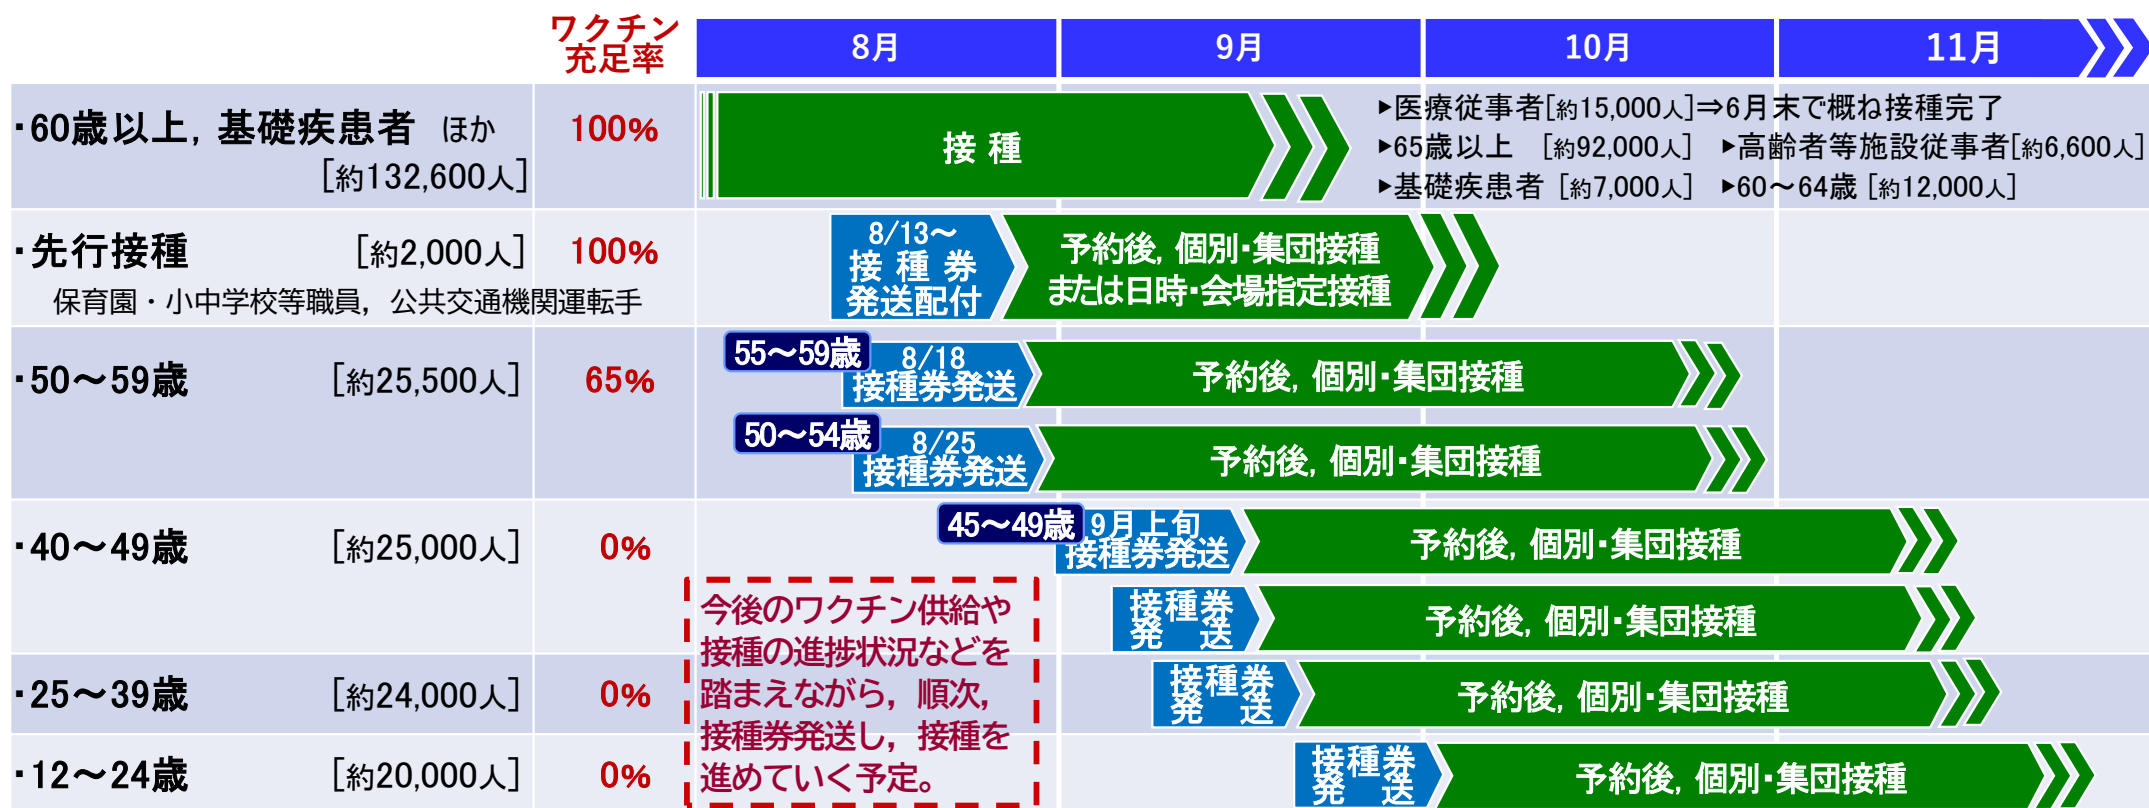 ワクチン
充足率
8月
9月
10月
11月
・60歳以上，基礎疾患者 ほか
［約132,600人］
100%
接 種
▶医療従事者[約15,000人]⇒6月末で概ね接種完了
▶65歳以上 ［約92,000人］ ▶高齢者等施設従事者[約6,600人]
▶基礎疾患者［約7,000人］ ▶60～64歳［約12,000人］
・先行接種 ［約2,000人］
100%
保育園・小中学校等職員，公共交通機関運転手
8/13～
接 種 券
発送配付
予約後，個別・集団接種
または日時・会場指定接種
・50～59歳 ［約25,500人］
65%
55～59歳
8/18
接種券発送
予約後，個別・集団接種
50～54歳
8/25
接種券発送
予約後，個別・集団接種
・40～49歳 ［約25,000人］
0%
45～49歳
9月上旬
接種券発送
予約後，個別・集団接種
接種券
発 送
予約後，個別・集団接種
・25～39歳 ［約24,000人］
0%
接種券
発 送
予約後，個別・集団接種
・12～24歳 ［約20,000人］
0%
接種券
発 送
予約後，個別・集団接種
今後のワクチン供給や
接種の進捗状況などを
踏まえながら，順次，
接種券発送し，接種を
進めていく予定。